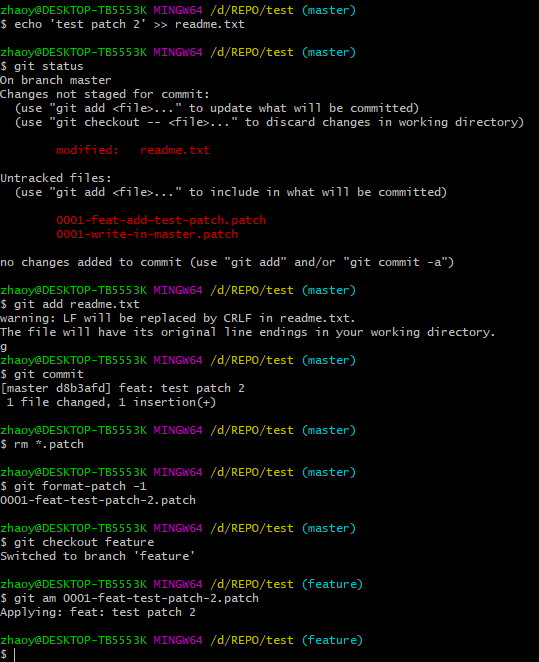 zhaoy@DESKTOP-TB5553K MINGW64 /d/REPO/test (master)
$ echo 'test patch 2' >> readme.txt
zhaoy@DESKTOP-TB5553K MINGW64 /d/REPO/test (master)
$ git status
On branch master
Changes not staged for commit:
  (use "git add <file>..." to update what will be committed)
  (use "git checkout -- <file>..." to discard changes in working directory)
        modified:   readme.txt
Untracked files:
  (use "git add <file>..." to include in what will be committed)
        0001-feat-add-test-patch.patch
        0001-write-in-master.patch
no changes added to commit (use "git add" and/or "git commit -a")
zhaoy@DESKTOP-TB5553K MINGW64 /d/REPO/test (master)
$ git add readme.txt
warning: LF will be replaced by CRLF in readme.txt.
The file will have its original line endings in your working directory.
g
zhaoy@DESKTOP-TB5553K MINGW64 /d/REPO/test (master)
$ git commit
[master d8b3afd] feat: test patch 2
 1 file changed, 1 insertion(+)
zhaoy@DESKTOP-TB5553K MINGW64 /d/REPO/test (master)
$ rm *.patch
zhaoy@DESKTOP-TB5553K MINGW64 /d/REPO/test (master)
$ git format-patch -1
0001-feat-test-patch-2.patch
zhaoy@DESKTOP-TB5553K MINGW64 /d/REPO/test (master)
$ git checkout feature
Switched to branch 'feature'
zhaoy@DESKTOP-TB5553K MINGW64 /d/REPO/test (feature)
$ git am 0001-feat-test-patch-2.patch
Applying: feat: test patch 2
zhaoy@DESKTOP-TB5553K MINGW64 /d/REPO/test (feature)
$